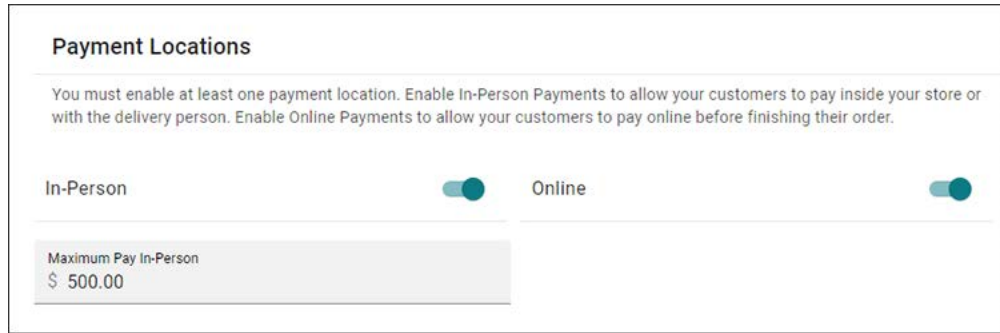 Payment Locations
You must enable at least one payment location. Enable In-Person Payments to allow your customers to pay inside your store or
with the delivery person. Enable Online Payments to allow your customers to pay online before finishing their order.
In-Person
Online
Maximum Pay In-Person
$ 500.00